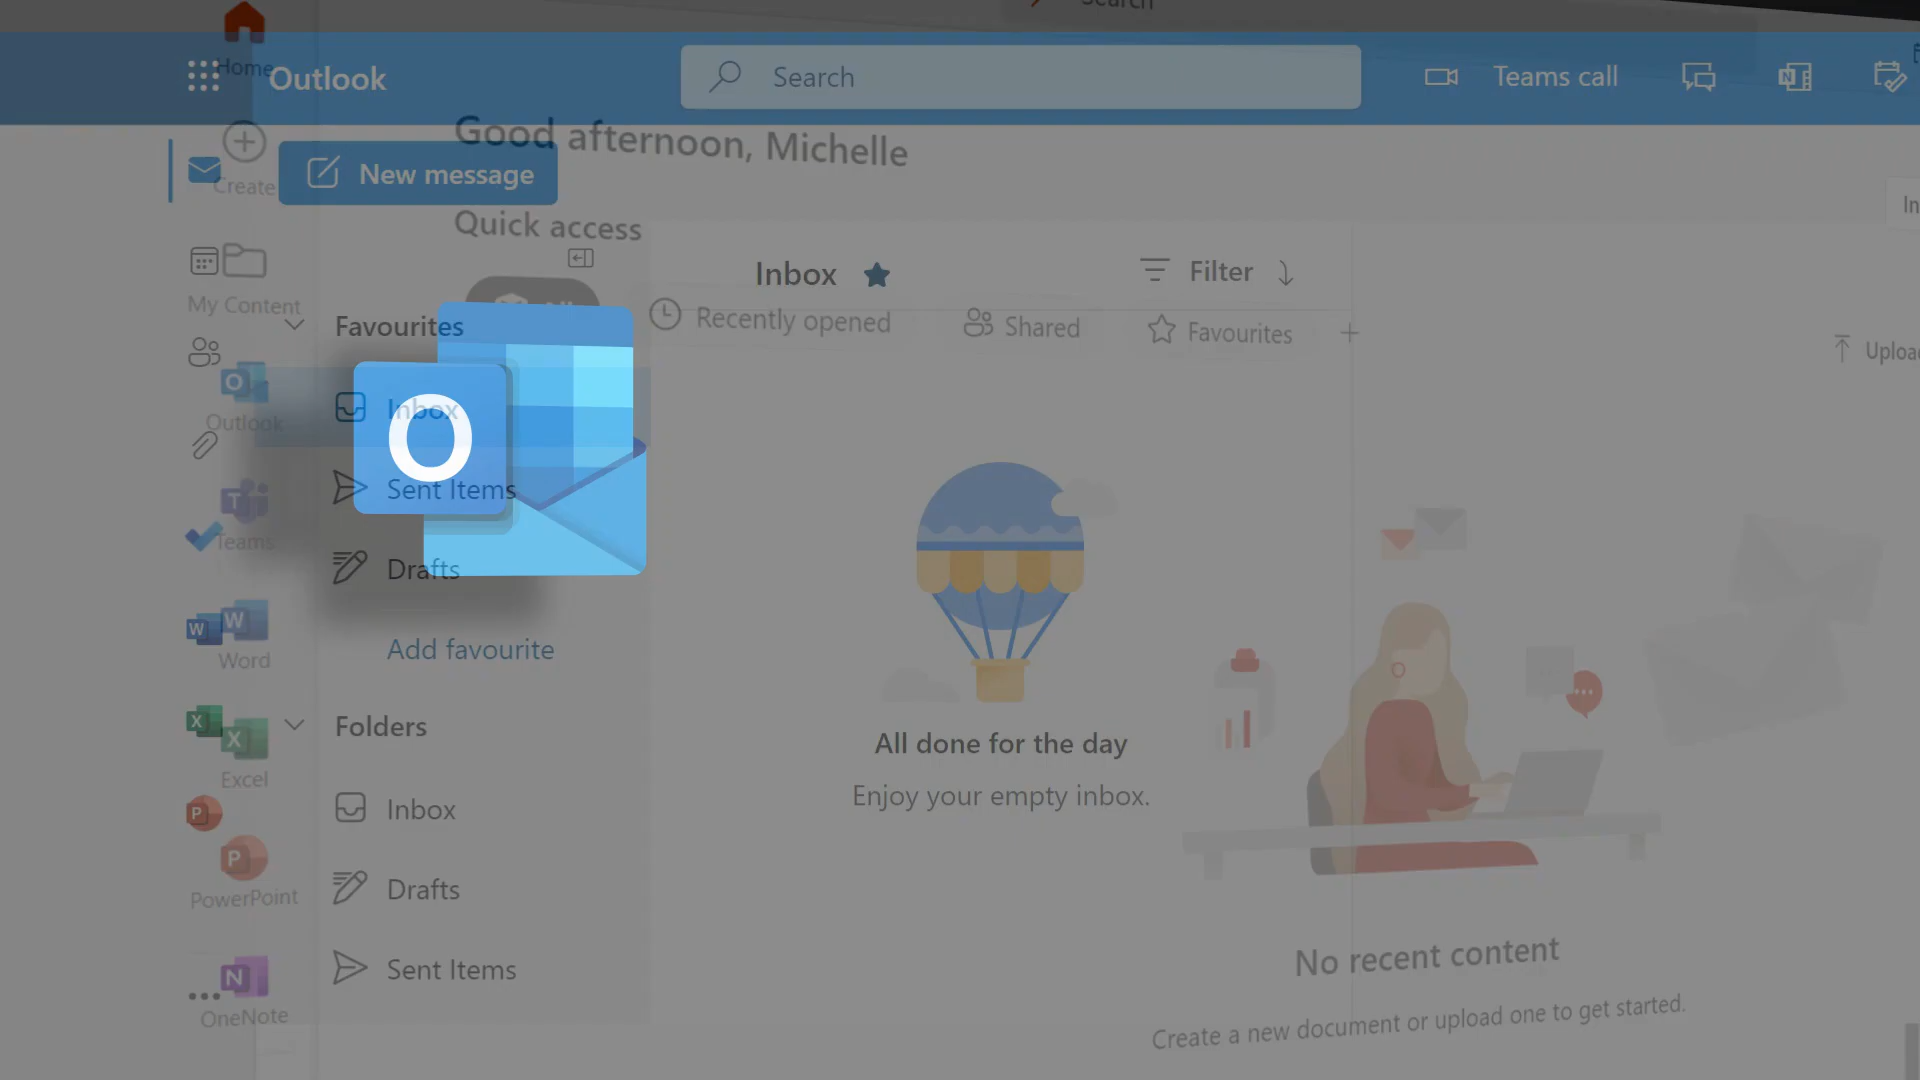 Search
Home
Outlook
Search
Teams call
Good afternoon, Michelle
Create
New message
Quick access
Inbox
Filter
My Content
Favourites
Recently opened
Shared
Favourites
O
Outlook
Inbox
O
Sent Items
T
Teams
Drafts
W
W
Word
Add favourite
X
X
Excel
Folders
All done for the day
Enjoy your empty inbox.
Inbox
P
P
PowerPoint
Drafts
No recent content
Create a new document or upload one to get started.
N
OneNote
Sent Items